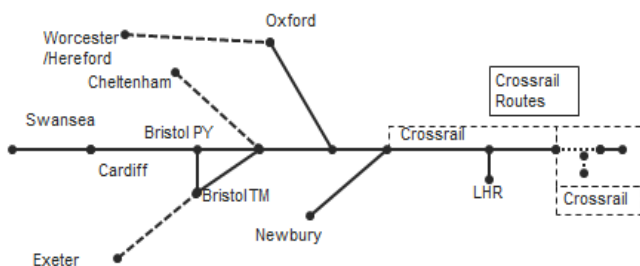 Oxford
Worcester
/Hereford
Cheltenham
Crossrail
Routes
Swansea
Bristol PY
Crossrail
Cardiff
Bristol TM
LHR
Crossrail
Newbury
Exeter